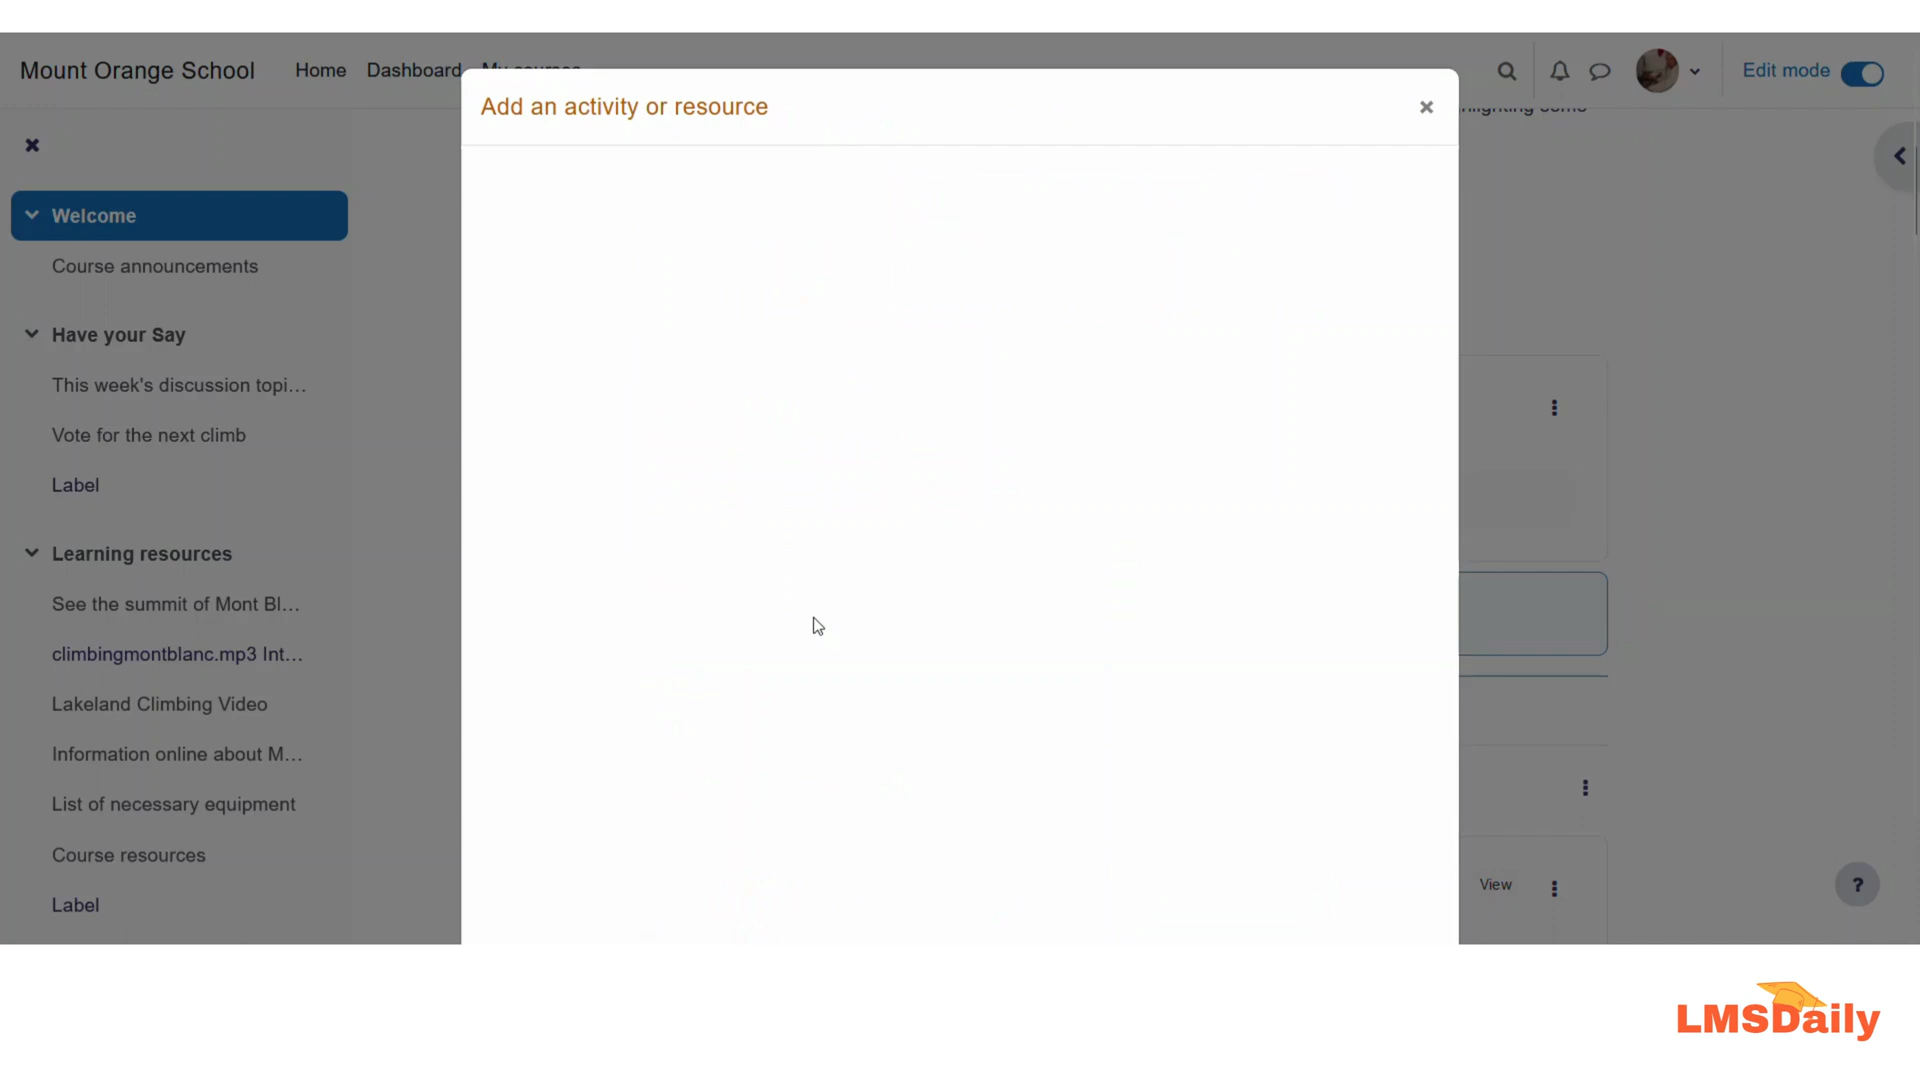 Mount Orange School
Home
Dashboard
Edit mode
Add an activity or resource
Welcome
Course announcements
Have your Say
This week's discussion topi...
Vote for the next climb
Label
Learning resources
See the summit of Mont Bl...
climbingmontblanc.mp3 Int...
Lakeland Climbing Video
Information online about M...
List of necessary equipment
Course resources
View
?
Label
LMSDaily